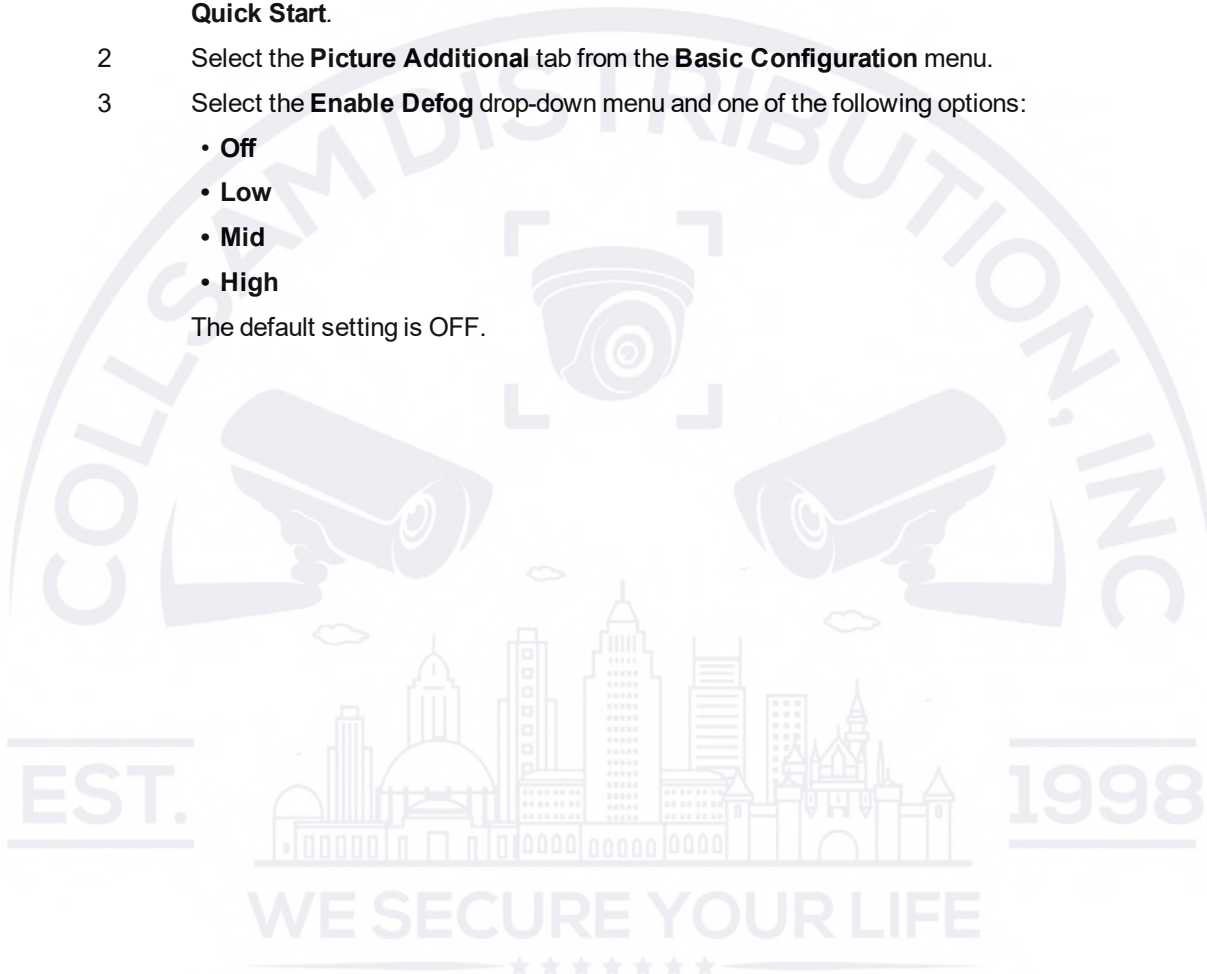 Quick Start.
2 Select the Picture Additional tab from the Basic Configuration menu.
3 Select the Enable Defog drop-down menu and one of the following options:
• Off
• Low
• Mid
• High
The default setting is OFF.
COLLSAM DISTRIBUTION, INC
EST. 1998
WE SECURE YOUR LIFE